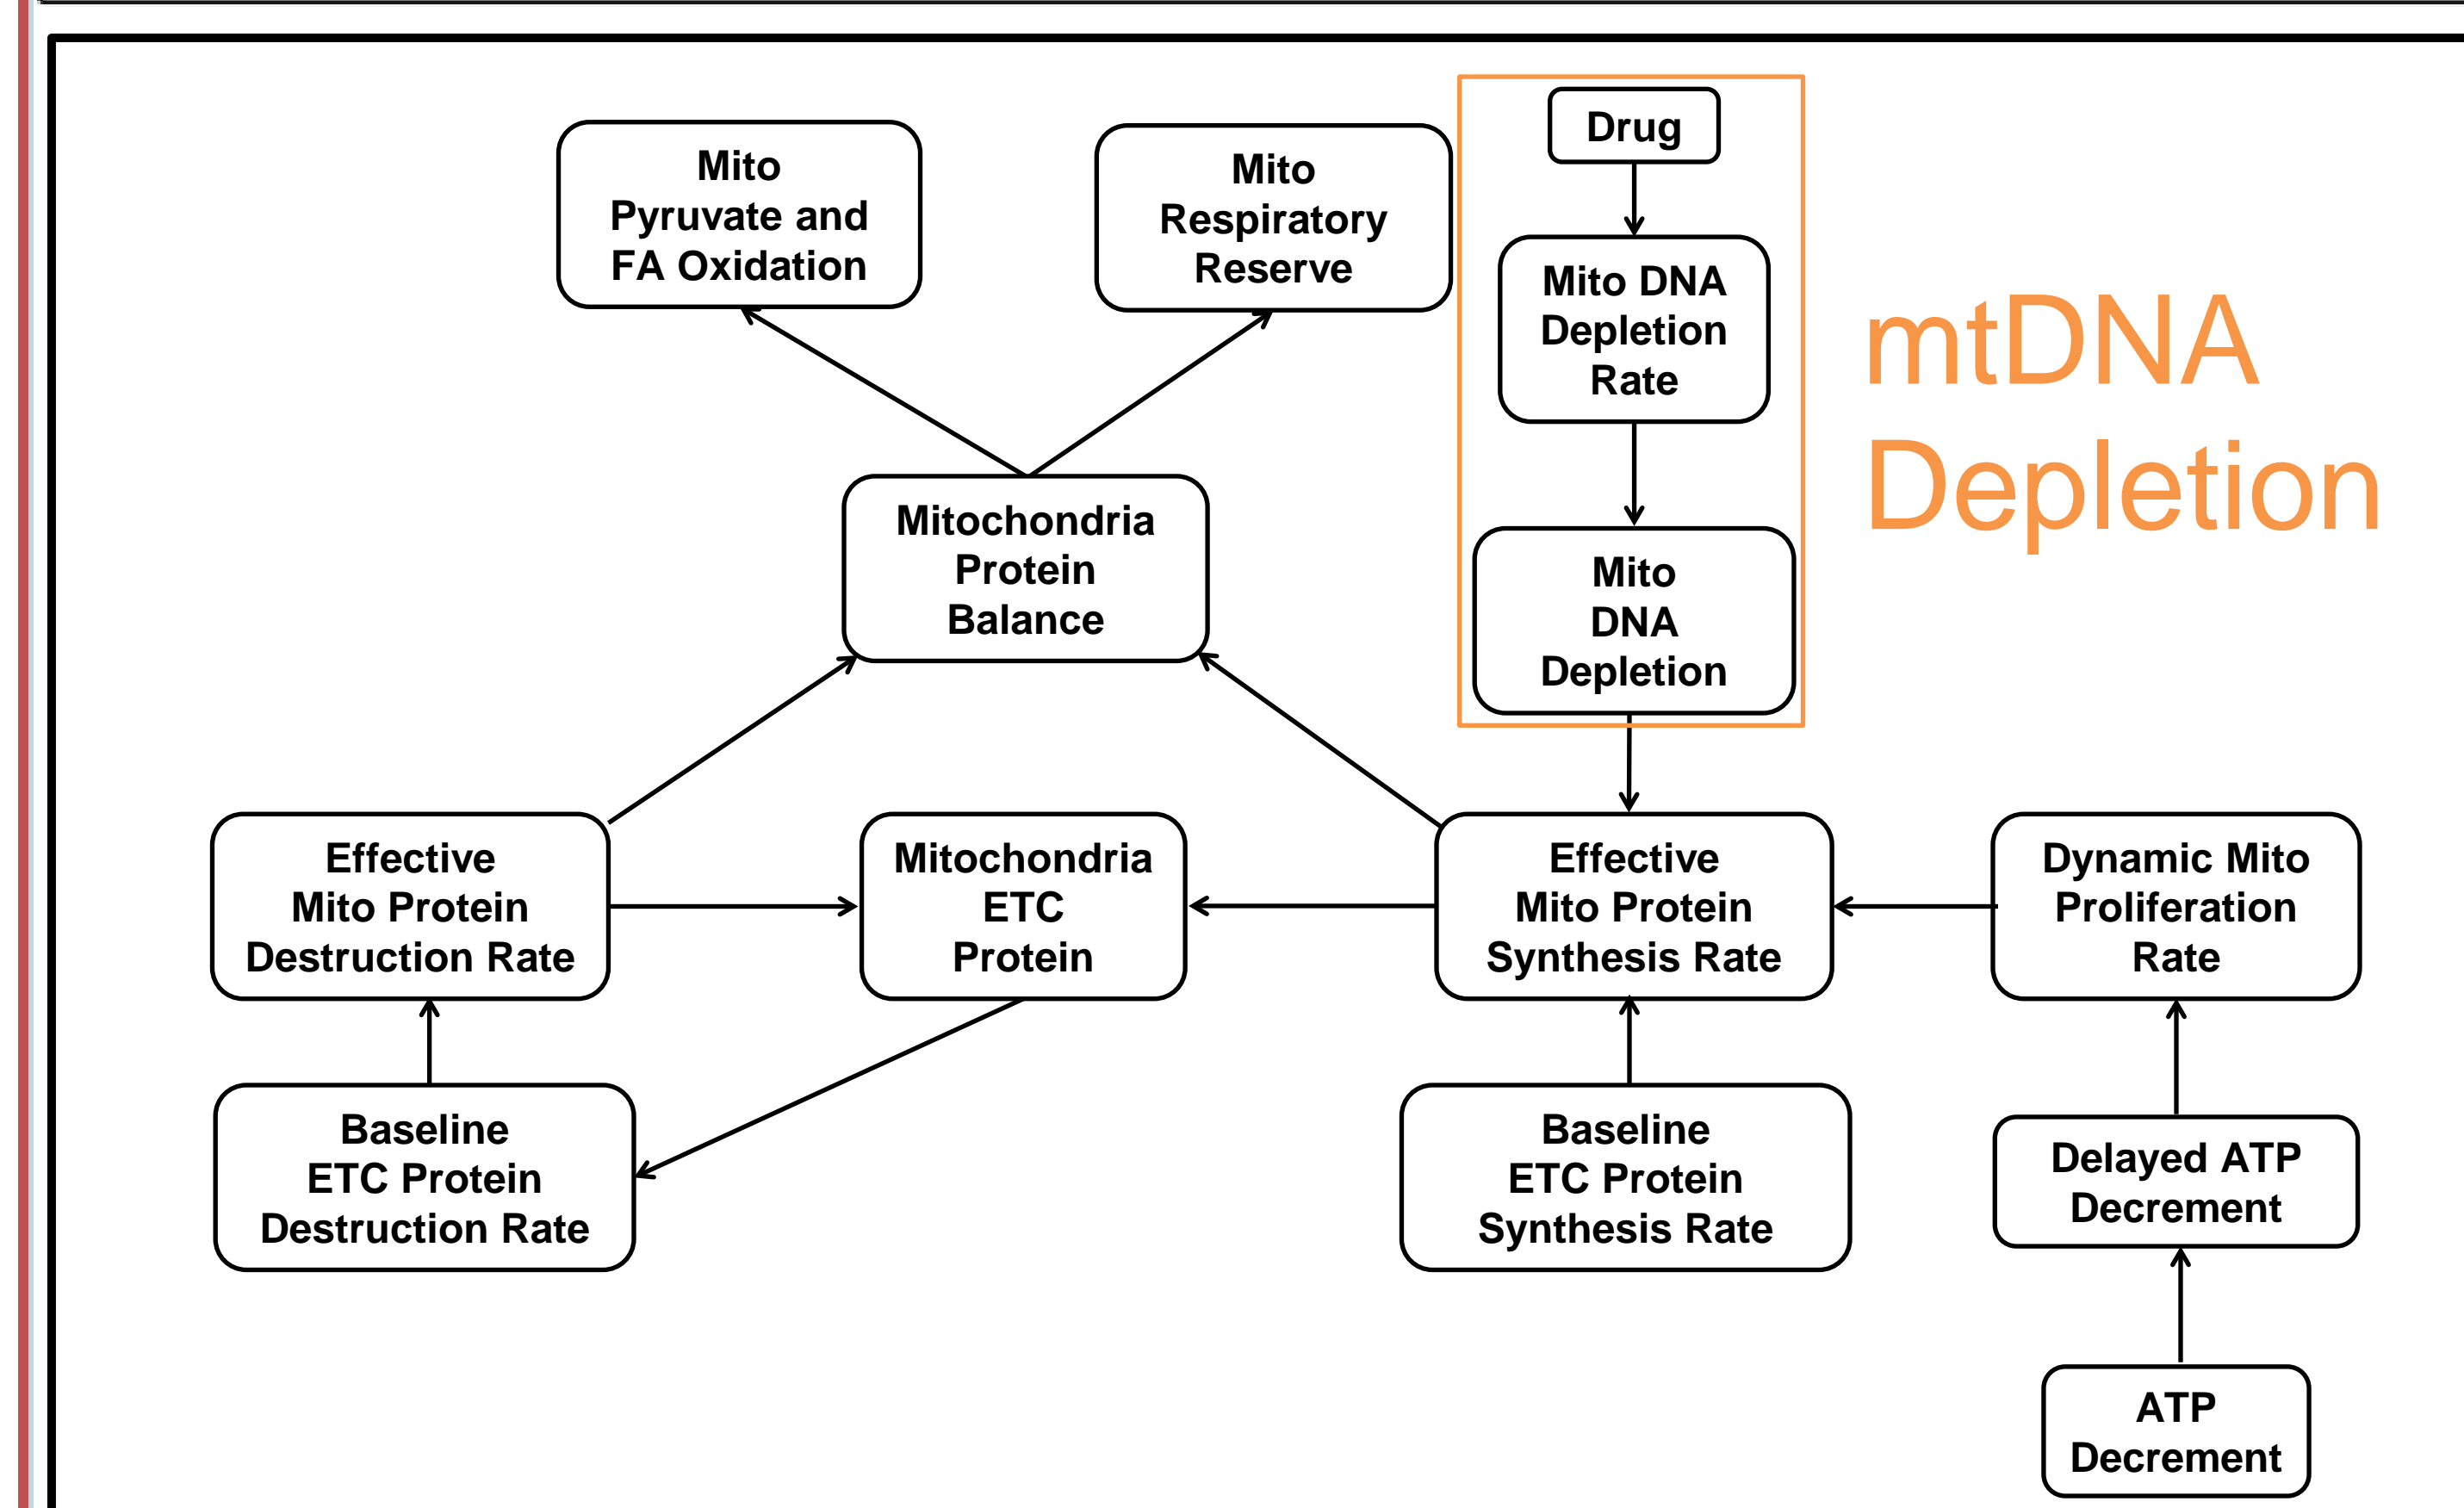 Drug
Mito
Pyruvate and
FA Oxidation
Mito
Respiratory
Reserve
Mito DNA
Depletion
Rate
mtDNA
Depletion
Mitochondria
Protein
Balance
Mito
DNA
Depletion
Effective
Mito Protein
Destruction Rate
Mitochondria
ETC
Protein
Effective
Mito Protein
Synthesis Rate
Dynamic Mito
Proliferation
Rate
Baseline
ETC Protein
Destruction Rate
Baseline
ETC Protein
Synthesis Rate
Delayed ATP
Decrement
ATP
Decrement